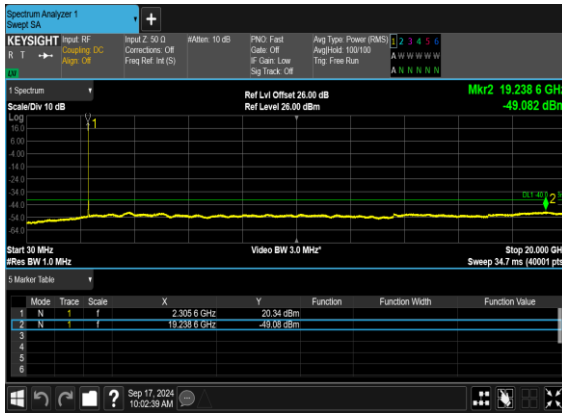 Spectrum Analyzer 1
Swept SA
+
KEYSIGHT Input: RF Input Z: 50 Ω #Atten: 10 dB PNO: Fast Avg Type: Power (RMS) 1 2 3 4 5 6
R T Coupling: DC Corrections: Off Gate: Off Avg|Hold: 100/100 A W W W W W
Align: Off Freq Ref: Int (S) IF Gain: Low Trig: Free Run
Sig Track: Off A N N N N N
1 Spectrum
Ref Lvl Offset 26.00 dB Mkr2 19.238 6 GHz
Scale/Div 10 dB Ref Level 26.00 dBm -49.082 dBm
Log
16.0
6.00
-4.00
-14.0
-24.0
-34.0
-44.0
-54.0
-64.0
1
2
Start 30 MHz Video BW 3.0 MHz* Stop 20.000 GH
#Res BW 1.0 MHz Sweep 34.7 ms (40001 pts
5 Marker Table
Mode Trace Scale X Y Function Function Width Function Value
1 N 1 f 2.305 6 GHz 20.34 dBm
2 N 1 f 19.238 6 GHz -49.08 dBm
3
4
5
6
? Sep 17, 2024
10:02:39 AM